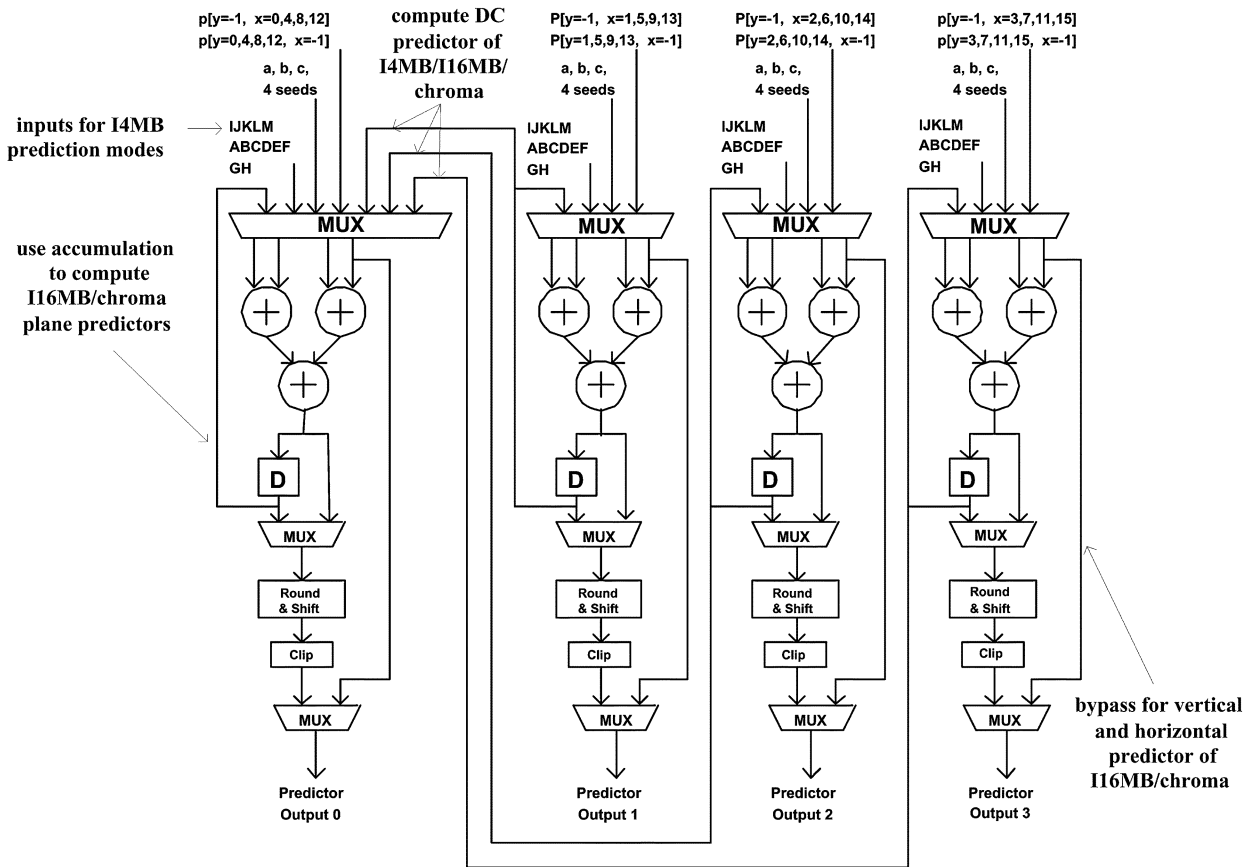 p[y=-1, x=0,4,8,12]
p[y=0,4,8,12, x=-1]
a, b, c,
4 seeds
IJKLM
ABCDEF
GH
MUX
D
MUX
Round
& Shift
Clip
MUX
Predictor
Output 0
compute DC
predictor of
I4MB/I16MB/
chroma
P[y=-1, x=1,5,9,13]
P[y=1,5,9,13, x=-1]
a, b, c,
4 seeds
IJKLM
ABCDEF
GH
MUX
D
MUX
Round
& Shift
Clip
MUX
Predictor
Output 1
P[y=-1, x=2,6,10,14]
P[y=2,6,10,14, x=-1]
a, b, c,
4 seeds
IJKLM
ABCDEF
GH
MUX
D
MUX
Round
& Shift
Clip
MUX
Predictor
Output 2
p[y=-1, x=3,7,11,15]
p[y=3,7,11,15, x=-1]
a, b, c,
4 seeds
IJKLM
ABCDEF
GH
MUX
D
MUX
Round
& Shift
Clip
MUX
Predictor
Output 3
inputs for I4MB
prediction modes
use accumulation
to compute
I16MB/chroma
plane predictors
bypass for vertical
and horizontal
predictor of
I16MB/chroma